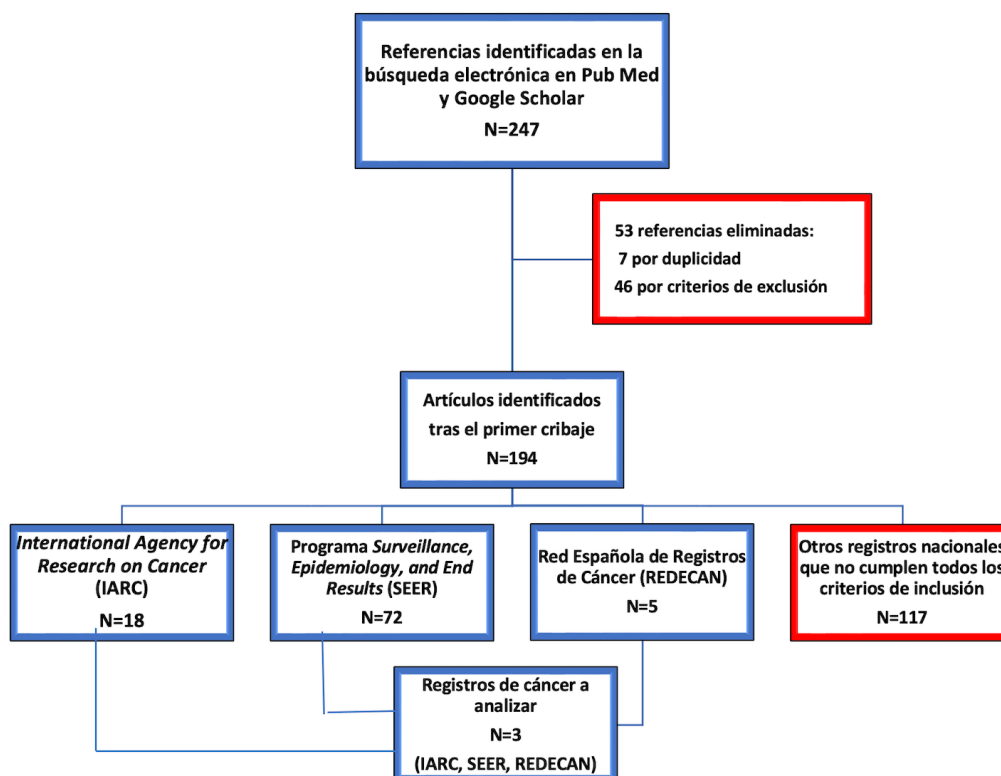 Referencias identificadas en la
búsqueda electrónica en Pub Med
y Google Scholar
N=247
53 referencias eliminadas:
7 por duplicidad
46 por criterios de exclusión
Artículos identificados
tras el primer cribaje
N=194
International Agency for
Research on Cancer
(IARC)
N=18
Programa Surveillance,
Epidemiology, and End
Results (SEER)
N=72
Red Española de Registros
de Cáncer (REDECAN)
N=5
Otros registros nacionales
que no cumplen todos los
criterios de inclusión
N=117
Registros de cáncer a
analizar
N=3
(IARC, SEER, REDECAN)